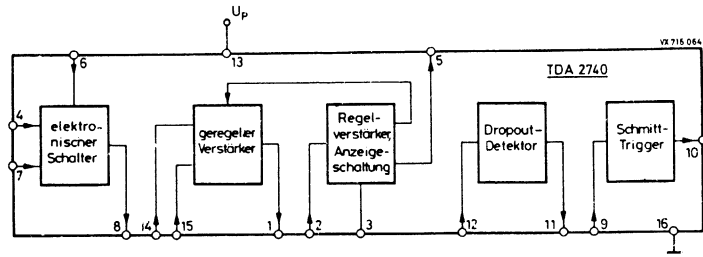 U_P
VX 716 064
6
13
5
TDA 2740
4
elektro-
nischer
Schalter
7
geregelter
Verstärker
Regel-
verstärker,
Anzeige-
schaltung
Dropout-
Detektor
Schmitt-
Trigger
10
8
14
15
1
2
3
12
11
9
16